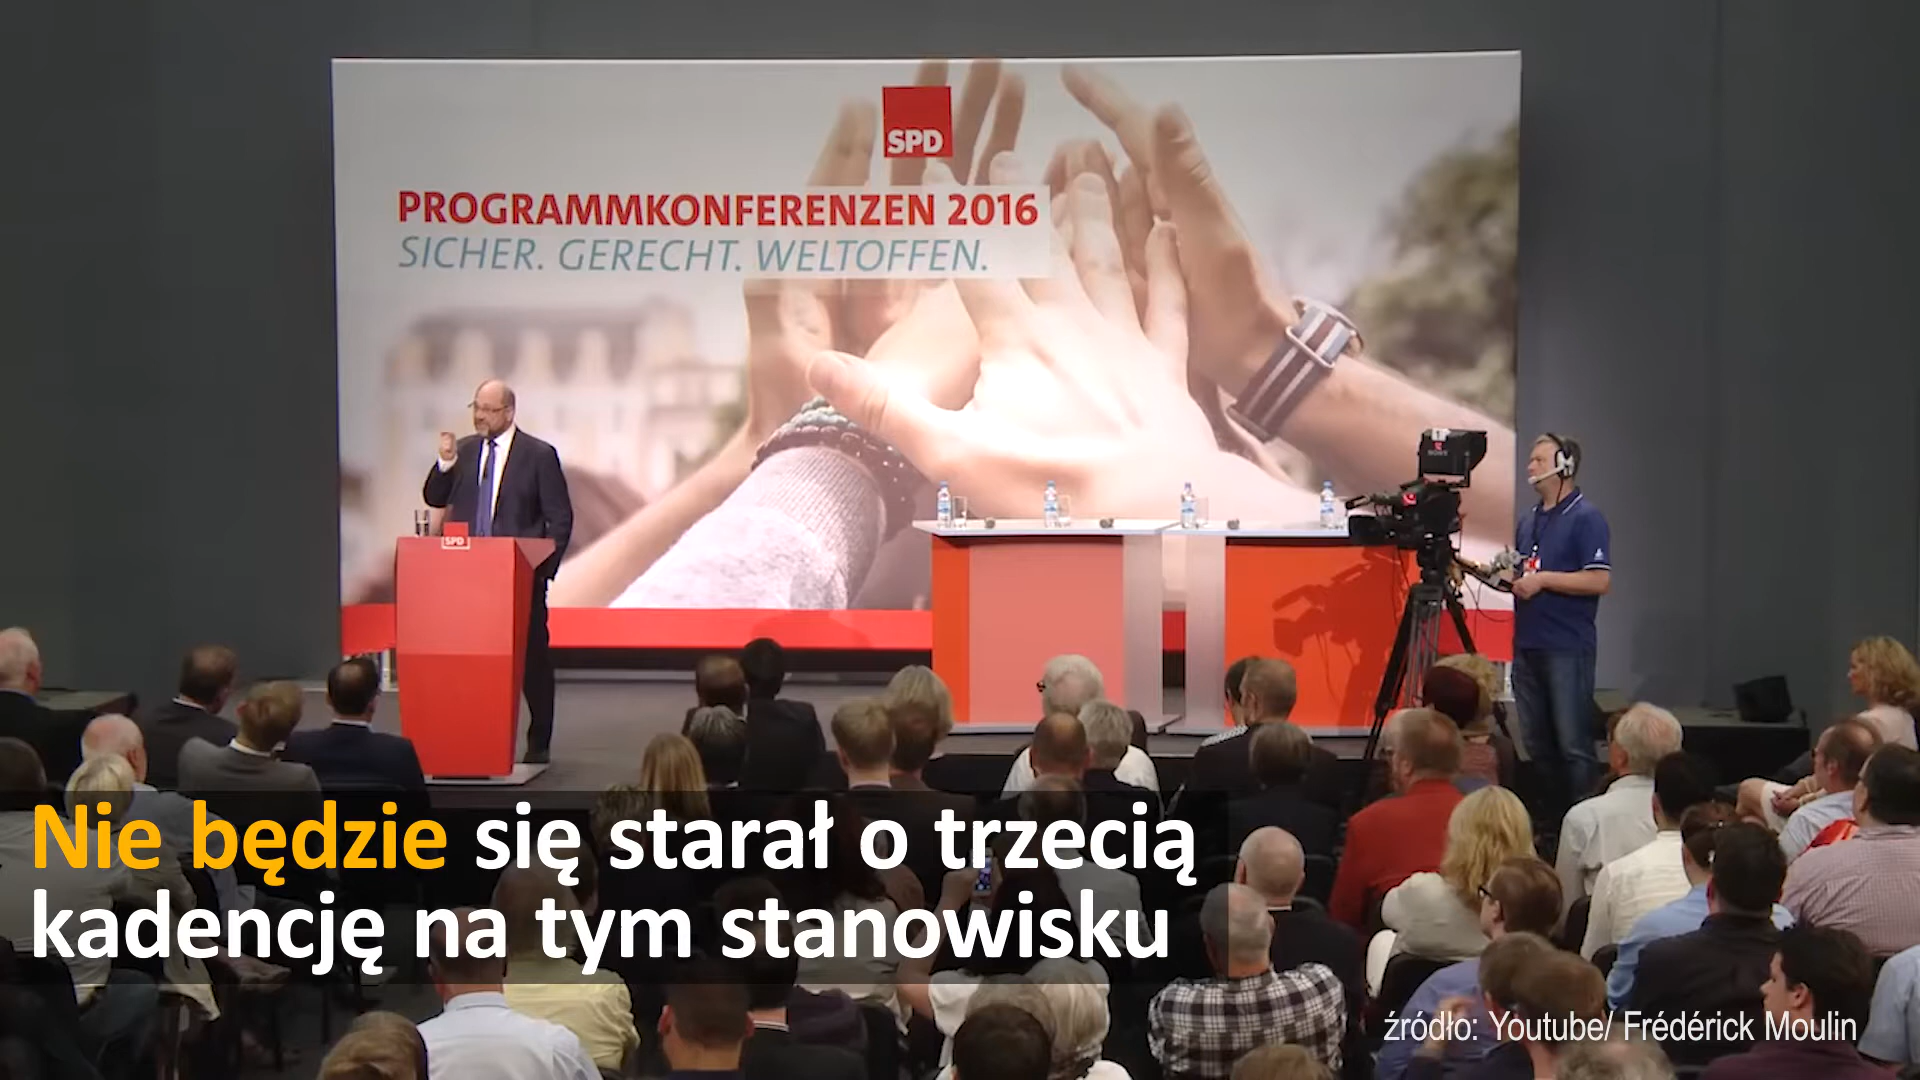 SPD
PROGRAMMKONFERENZEN 2016
SICHER. GERECHT. WELTOFFEN.
SPD
SONY
Nie będzie się starał o trzecią
kadencję na tym stanowisku
źródło: Youtube/ Frédérick Moulin